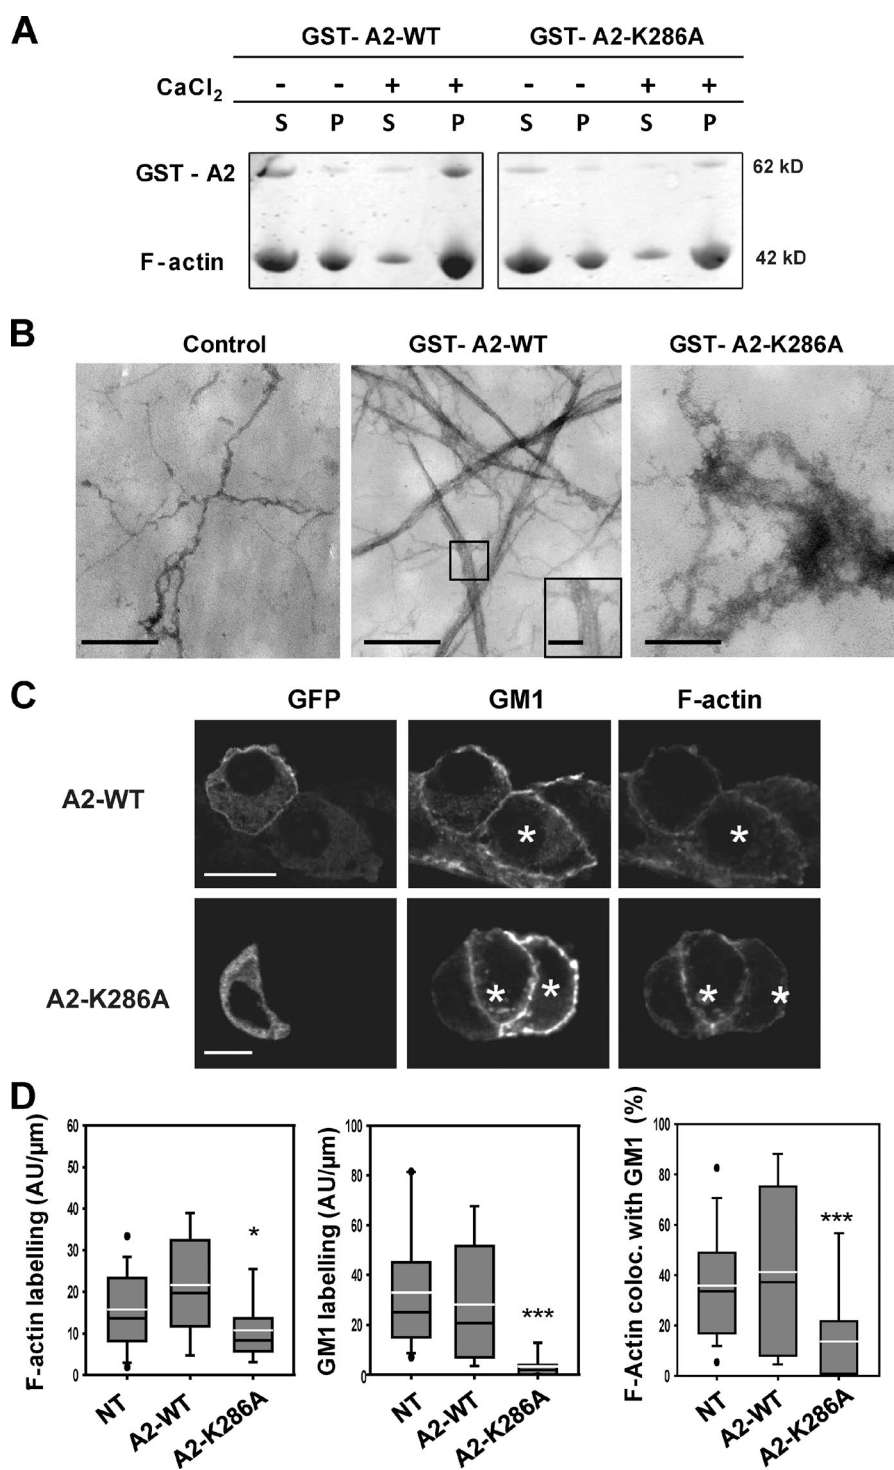 A
GST- A2-WT GST- A2-K286A
CaCl2 - - + + - - + +
S P S P S P S P
GST - A2 62 kD
F-actin 42 kD
B
Control GST- A2-WT GST- A2-K286A
C
GFP GM1 F-actin
A2-WT
* *
A2-K286A
* * * *
D
F-actin labelling (AU/µm)
60
50
40
30
20
10
0
*
NT A2-WT A2-K286A
GM1 labelling (AU/µm)
100
80
60
40
20
0
***
NT A2-WT A2-K286A
F-Actin coloc. with GM1 (%)
100
80
60
40
20
0
***
NT A2-WT A2-K286A